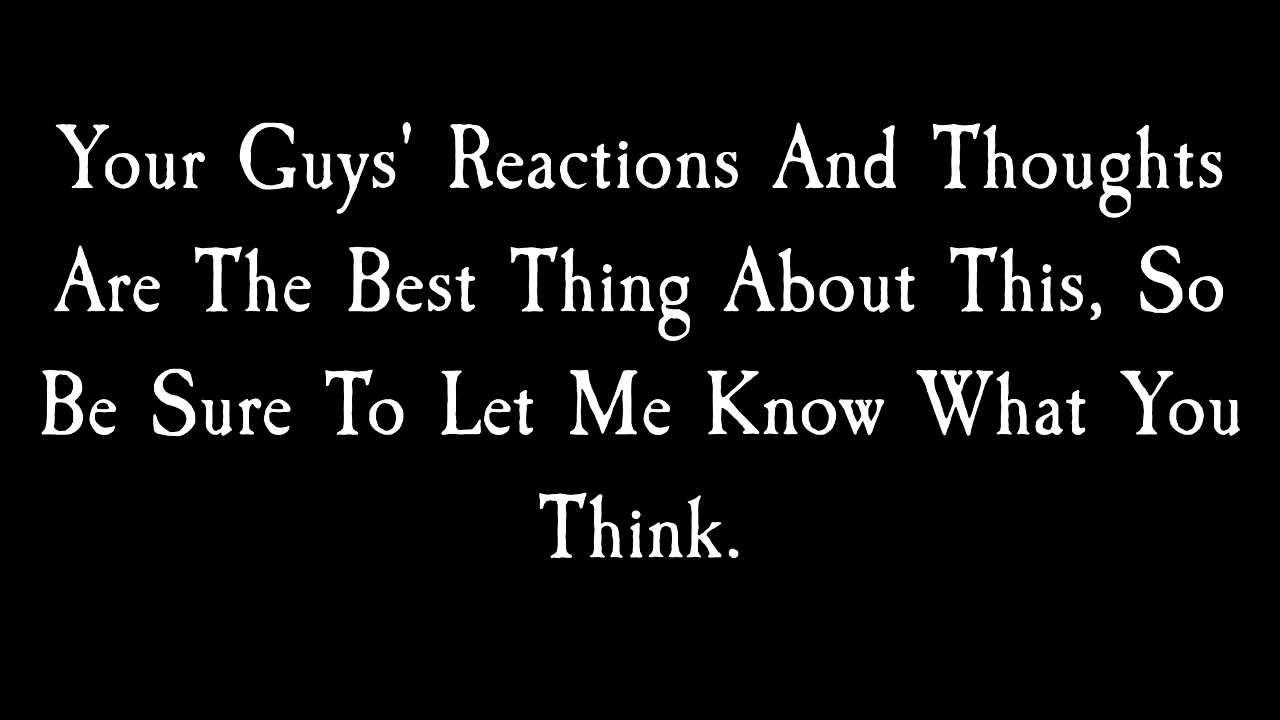 Your Guys' Reactions And Thoughts
Are The Best Thing About This, So
Be Sure To Let Me Know What You
Think.